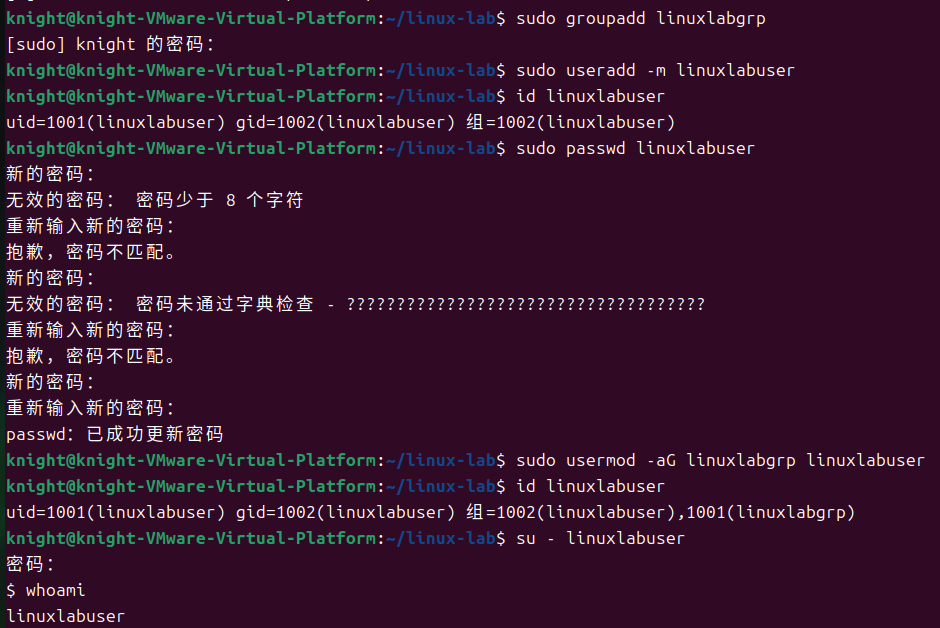 knight@knight-VMware-Virtual-Platform:~/linux-lab$ sudo groupadd linuxlabgrp
[sudo] knight 的密码：
knight@knight-VMware-Virtual-Platform:~/linux-lab$ sudo useradd -m linuxlabuser
knight@knight-VMware-Virtual-Platform:~/linux-lab$ id linuxlabuser
uid=1001(linuxlabuser) gid=1002(linuxlabuser) 组=1002(linuxlabuser)
knight@knight-VMware-Virtual-Platform:~/linux-lab$ sudo passwd linuxlabuser
新的密码：
无效的密码： 密码少于 8 个字符
重新输入新的密码：
抱歉，密码不匹配。
新的密码：
无效的密码： 密码未通过字典检查 - ????????????????????????????????????
重新输入新的密码：
抱歉，密码不匹配。
新的密码：
重新输入新的密码：
passwd：已成功更新密码
knight@knight-VMware-Virtual-Platform:~/linux-lab$ sudo usermod -aG linuxlabgrp linuxlabuser
knight@knight-VMware-Virtual-Platform:~/linux-lab$ id linuxlabuser
uid=1001(linuxlabuser) gid=1002(linuxlabuser) 组=1002(linuxlabuser),1001(linuxlabgrp)
knight@knight-VMware-Virtual-Platform:~/linux-lab$ su - linuxlabuser
密码：
$ whoami
linuxlabuser